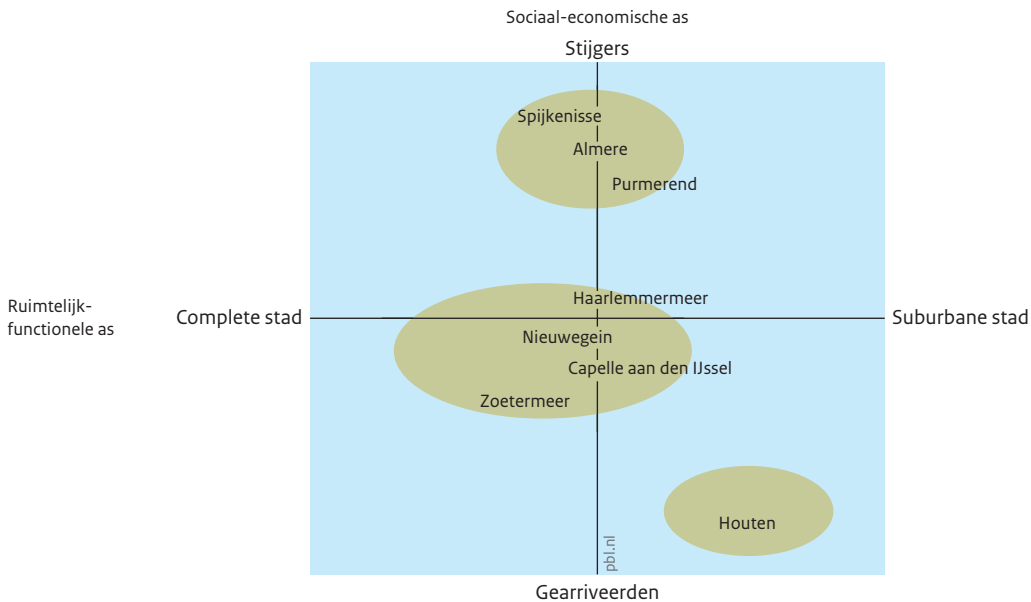 Sociaal-economische as
Stijgers
Spijkenisse
Almere
Purmerend
Haarlemmermeer
Ruimtelijk-
functionele as
Complete stad
Suburbane stad
Nieuwegein
Capelle aan den IJssel
Zoetermeer
Houten
pbl.nl
Gearriveerden